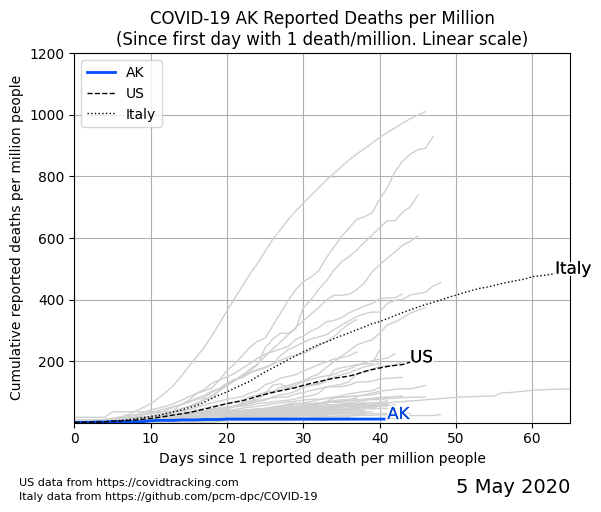 COVID-19 AK Reported Deaths per Million
(Since first day with 1 death/million. Linear scale)
Cumulative reported deaths per million people
1200
1000
800
600
400
200
AK
US
Italy
Italy
US
AK
0 10 20 30 40 50 60
Days since 1 reported death per million people
US data from https://covidtracking.com
Italy data from https://github.com/pcm-dpc/COVID-19
5 May 2020